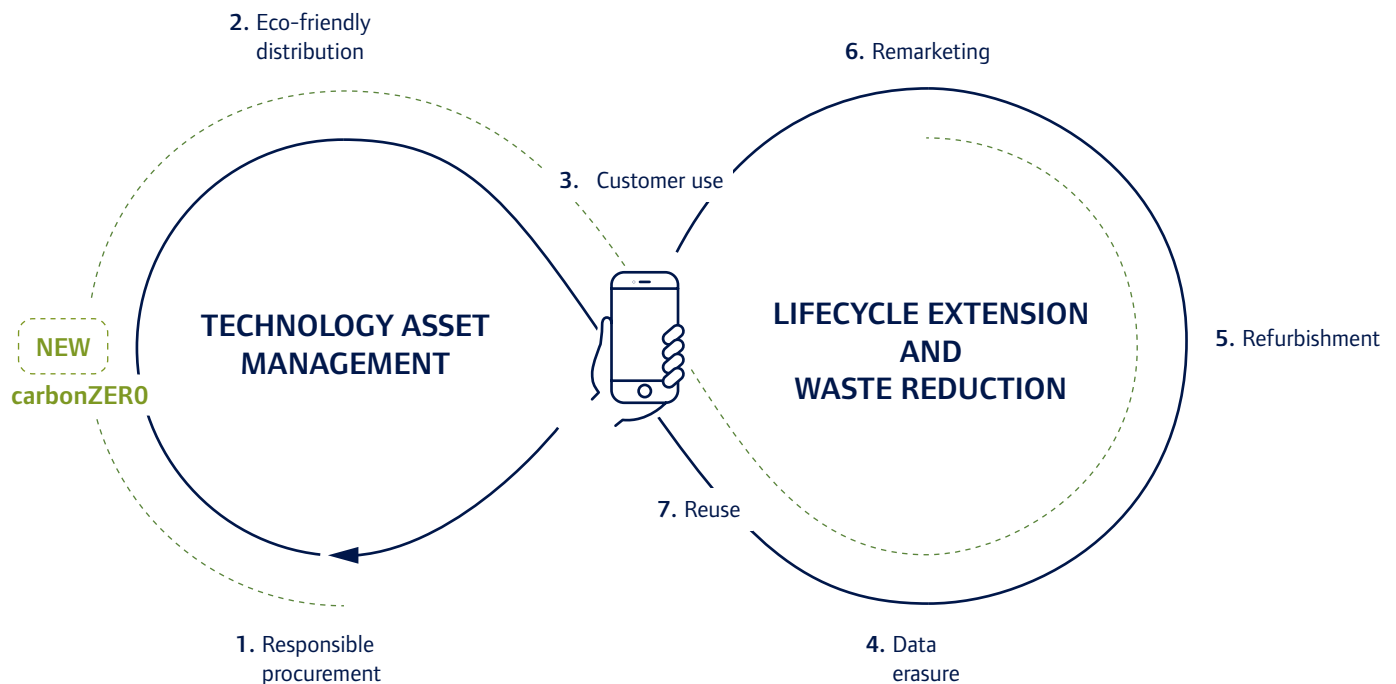 2. Eco-friendly
distribution
6. Remarketing
3. Customer use
TECHNOLOGY ASSET
MANAGEMENT
LIFECYCLE EXTENSION
AND
WASTE REDUCTION
NEW
carbonZER0
5. Refurbishment
7. Reuse
1. Responsible
procurement
4. Data
erasure